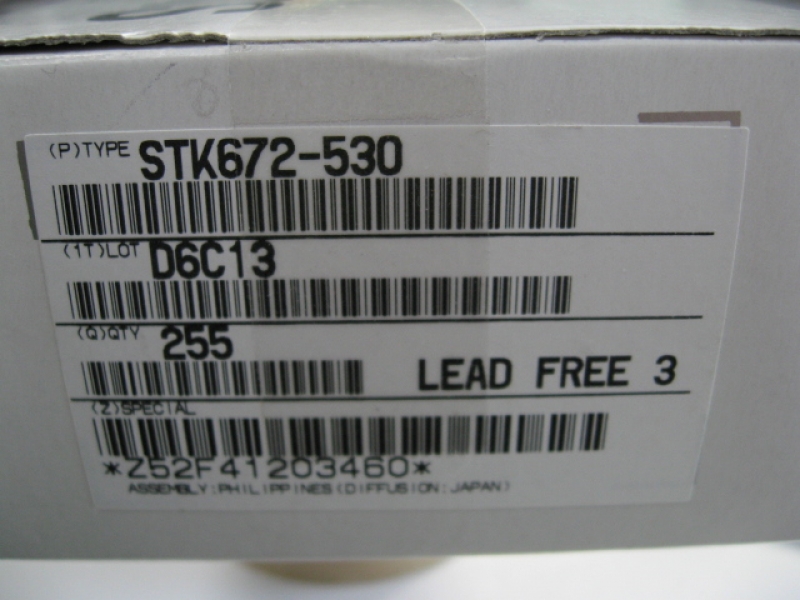 (P)TYPE STK672-530
(1T)LOT D6C13
(Q)QTY 255
LEAD FREE 3
(Z)SPECIAL
*Z52F41203460*
ASSEMBLY:PHILIPPINES(DIFFUSION:JAPAN)